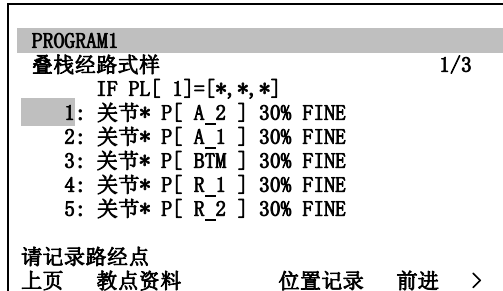 PROGRAM1
叠栈经路式样 1/3
IF PL[ 1]=[*,*,*]
1: 关节* P[ A_2 ] 30% FINE
2: 关节* P[ A_1 ] 30% FINE
3: 关节* P[ BTM ] 30% FINE
4: 关节* P[ R_1 ] 30% FINE
5: 关节* P[ R_2 ] 30% FINE
请记录路经点
上页 教点资料 位置记录 前进 >